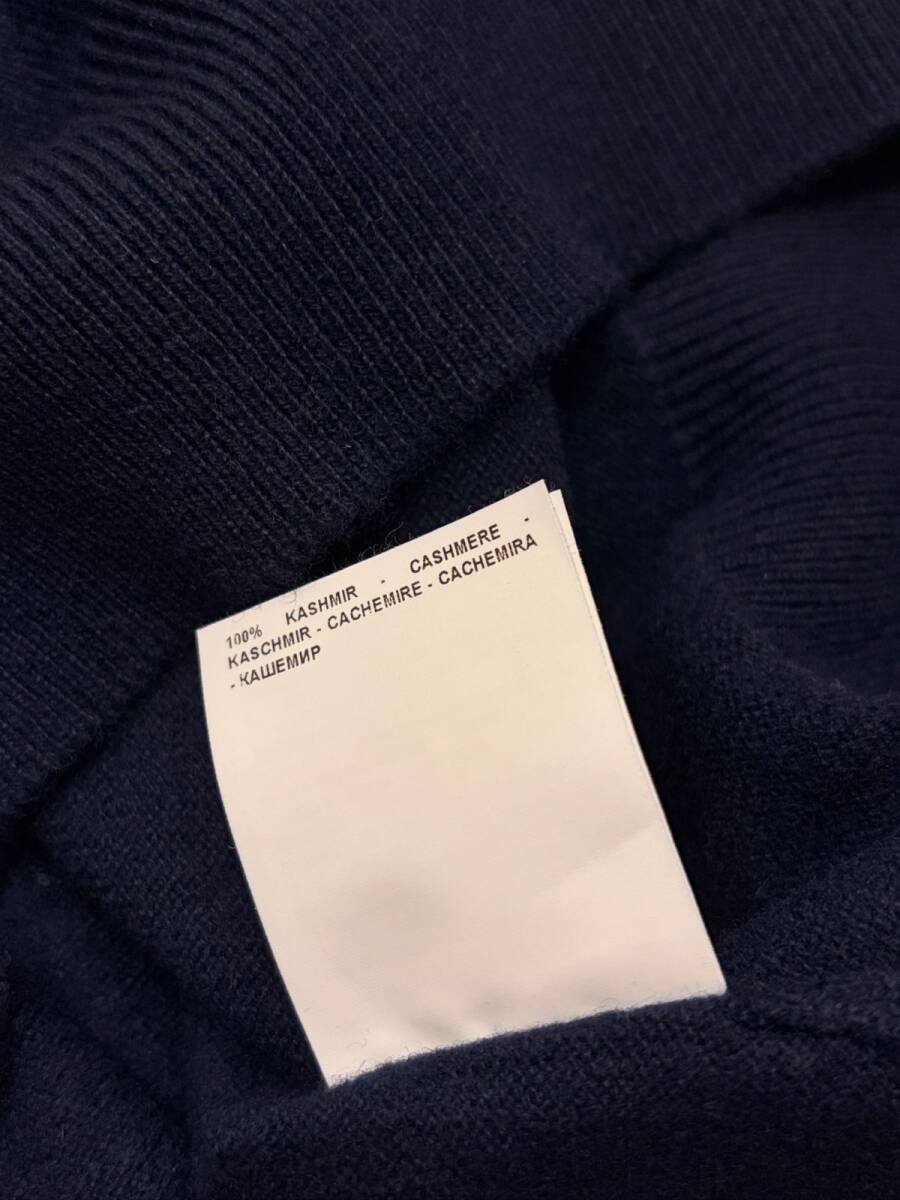 100% KASHMIR - CASHMERE -
KASCHMIR - CACHEMIRE - CACHEMIRA
- КАШЕМИР